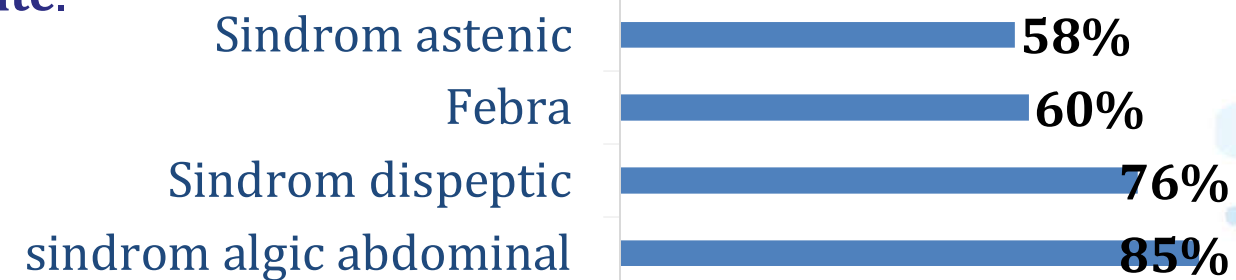 Sindrom astenic 58%
Febra 60%
Sindrom dispeptic 76%
sindrom algic abdominal 85%